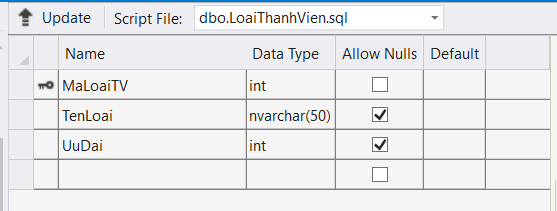 Update Script File: dbo.LoaiThanhVien.sql
Name Data Type Allow Nulls Default
MaLoaiTV int
TenLoai nvarchar(50)
UuDai int